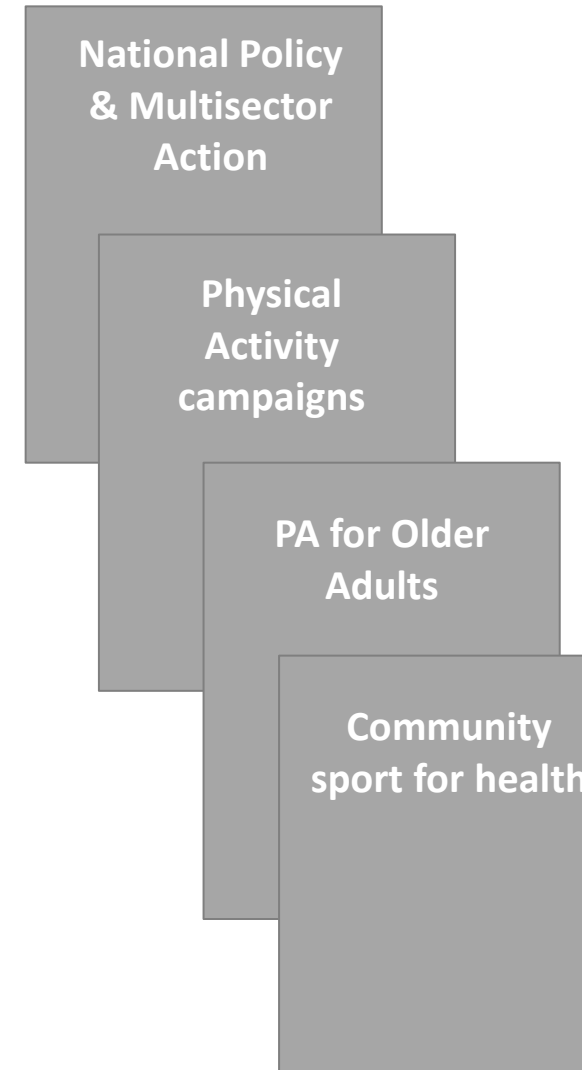 National Policy
& Multisector
Action
Physical
Activity
campaigns
PA for Older
Adults
Community
sport for health